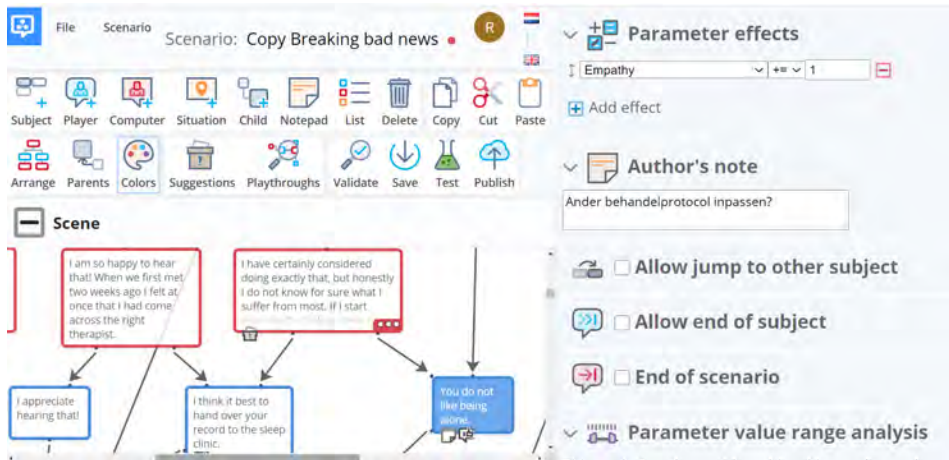 File
Scenario
Scenario: Copy Breaking bad news
R
Subject Player Computer Situation Child Notepad List Delete Copy Cut Paste
Arrange Parents Colors Suggestions Playthroughs Validate Save Test Publish
Scene
I am so happy to hear
that! When we first met
two weeks ago I felt at
once that I had come
across the right
therapist.
I have certainly considered
doing exactly that, but honestly
I do not know for sure what I
suffer from most. If I start
I appreciate
hearing that!
I think it best to
hand over your
record to the sleep
clinic.
You do not
like being
alone.
Parameter effects
Empathy += 1
Add effect
Author's note
Ander behandelprotocol inpassen?
Allow jump to other subject
Allow end of subject
End of scenario
Parameter value range analysis